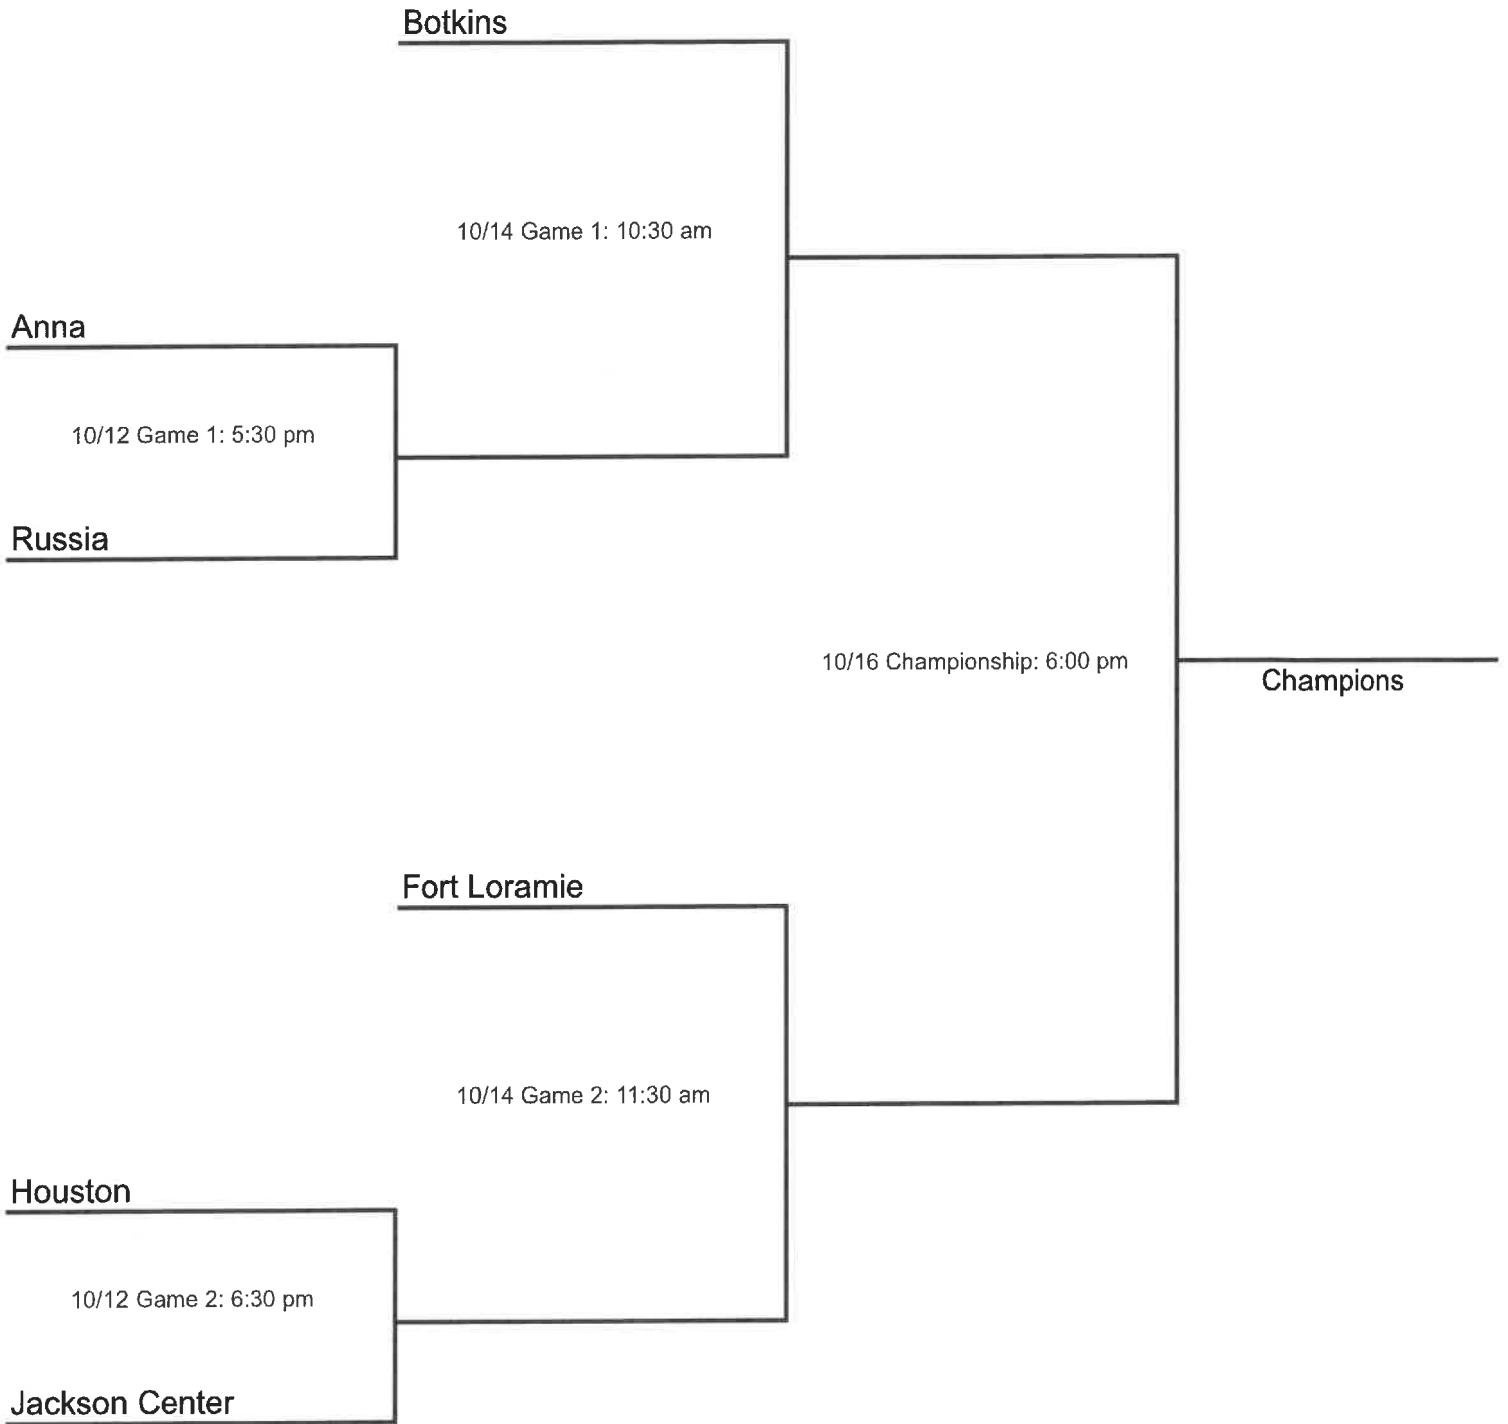 Botkins
10/14 Game 1: 10:30 am
Anna
10/12 Game 1: 5:30 pm
Russia
10/16 Championship: 6:00 pm
Champions
Fort Loramie
10/14 Game 2: 11:30 am
Houston
10/12 Game 2: 6:30 pm
Jackson Center